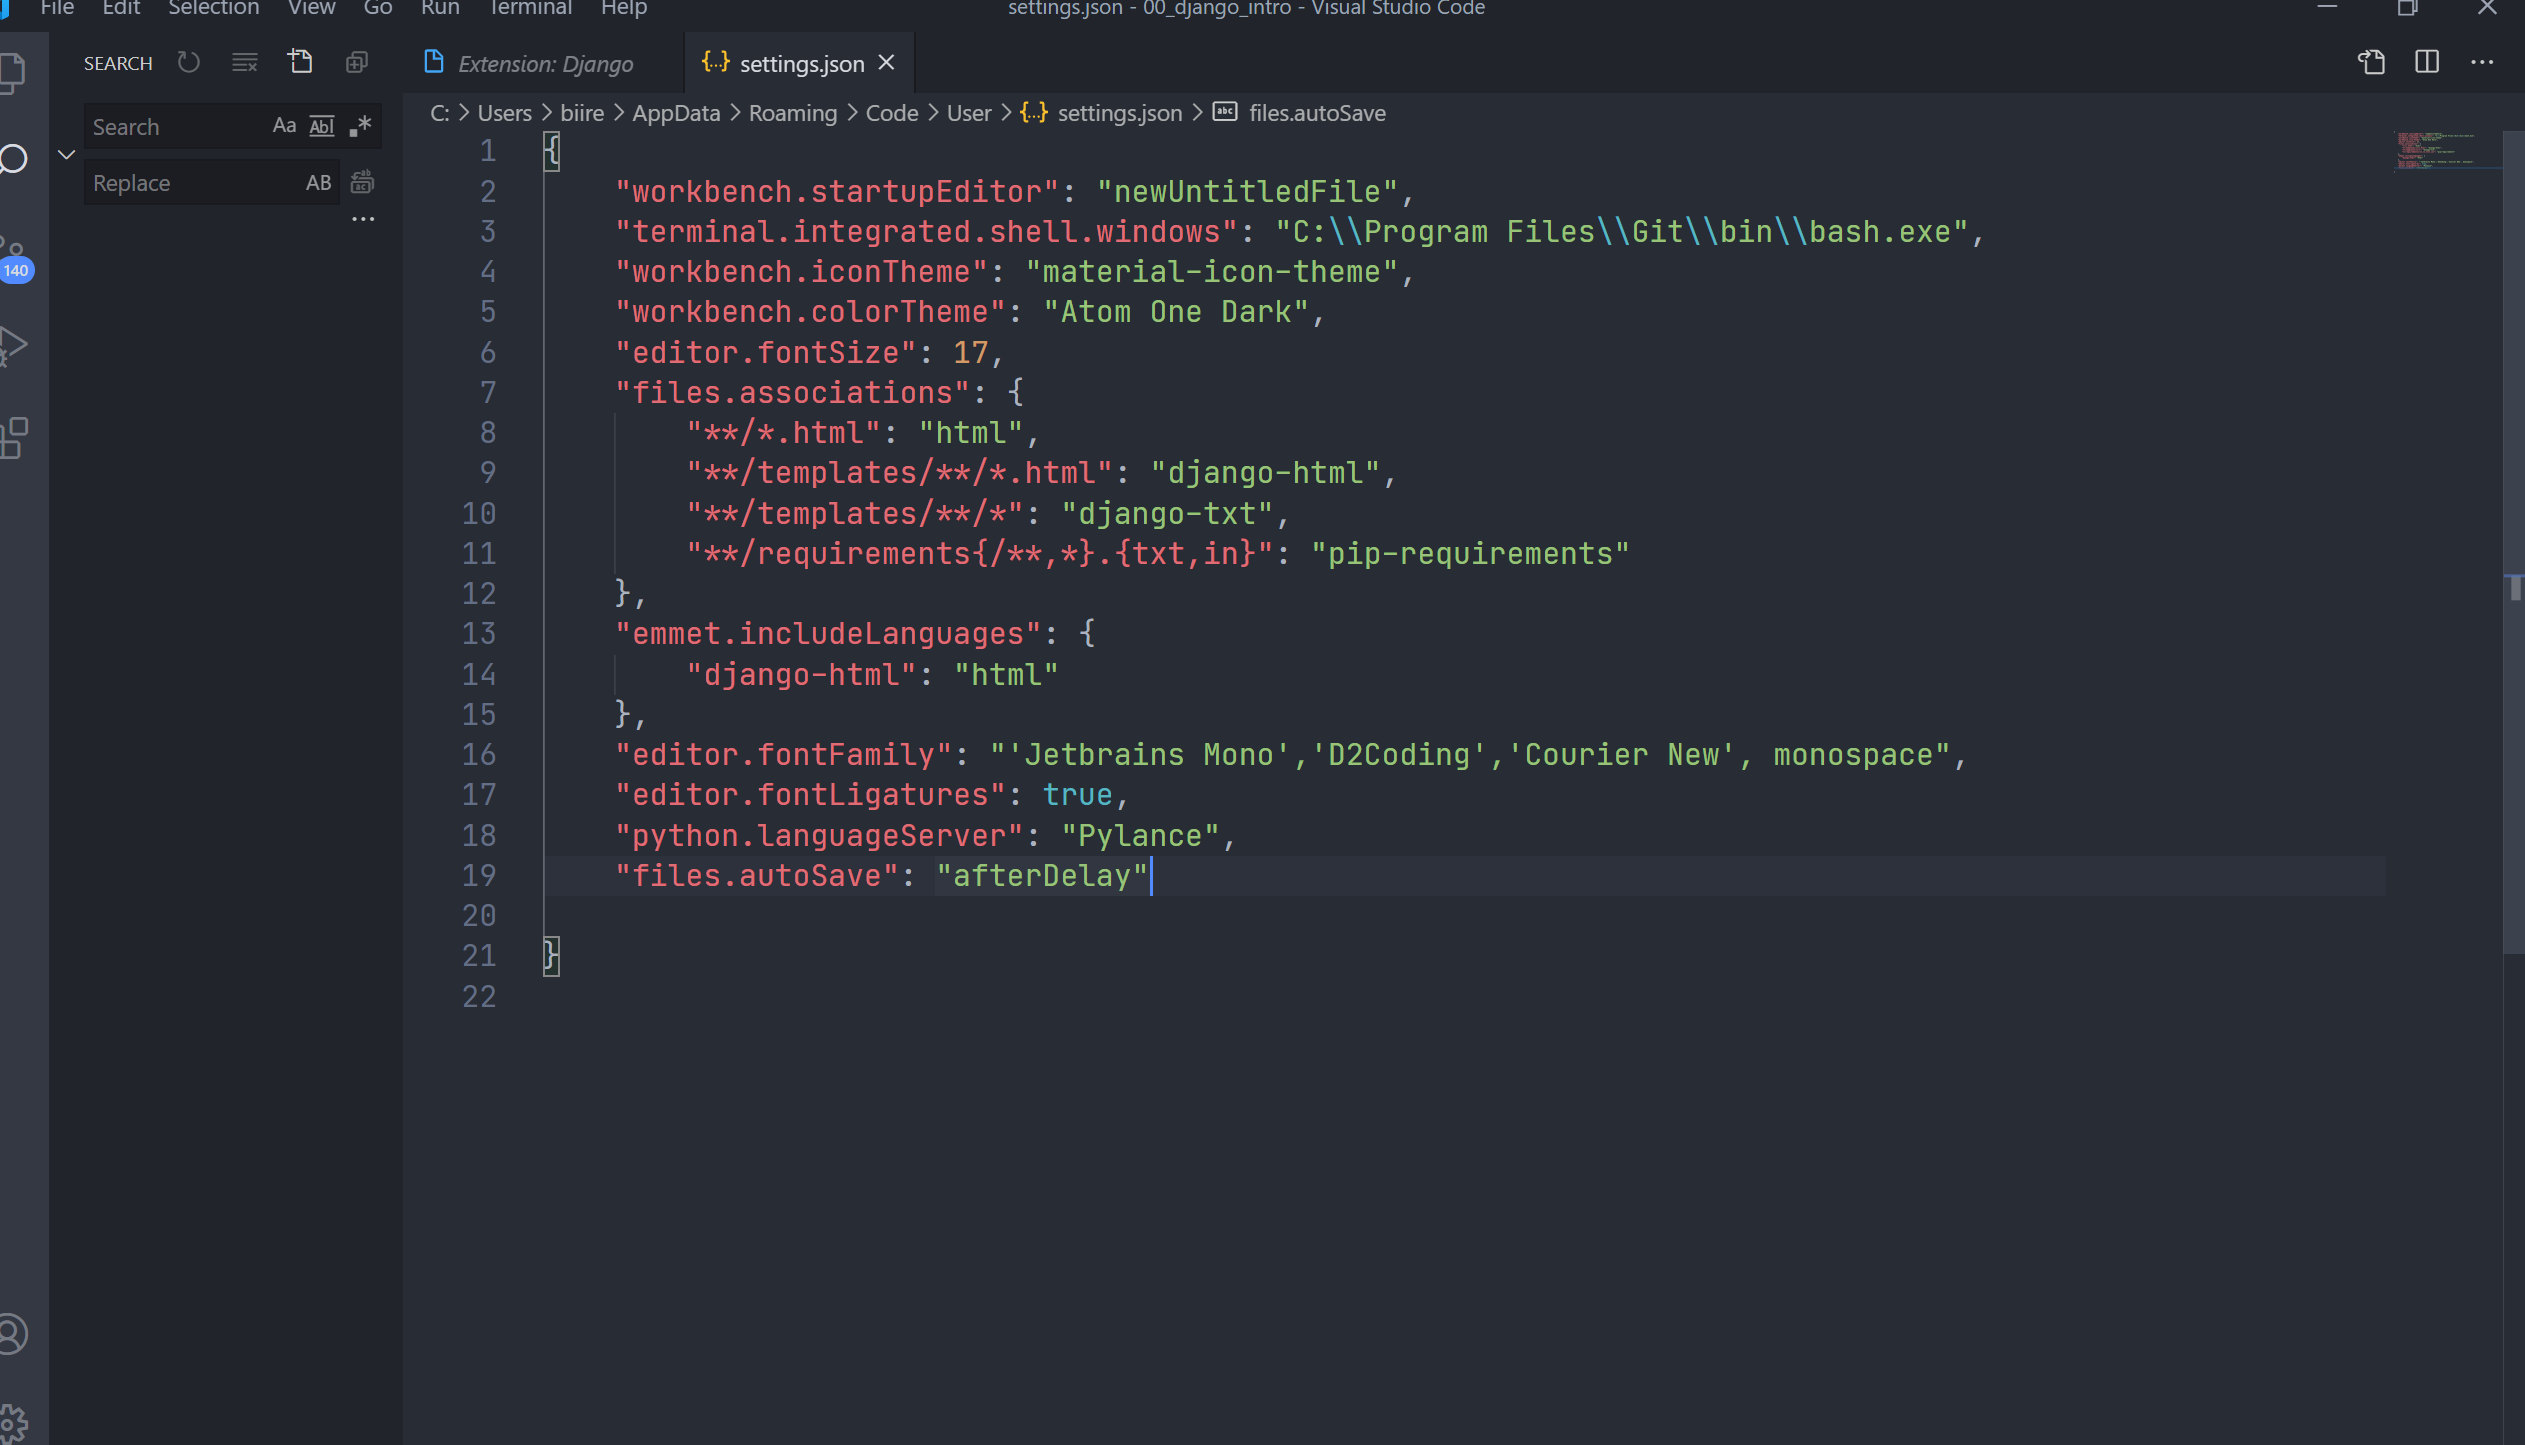 File Edit Selection View Go Run Terminal Help settings.json - 00_django_intro - Visual Studio Code
SEARCH
Extension: Django settings.json
Search Aa Abl .*
Replace AB
140
C: > Users > biire > AppData > Roaming > Code > User > {...} settings.json > abc files.autoSave
1 {
2 "workbench.startupEditor": "newUntitledFile",
3 "terminal.integrated.shell.windows": "C:\\Program Files\\Git\\bin\\bash.exe",
4 "workbench.iconTheme": "material-icon-theme",
5 "workbench.colorTheme": "Atom One Dark",
6 "editor.fontSize": 17,
7 "files.associations": {
8 "**/*.html": "html",
9 "**/templates/**/*.html": "django-html",
10 "**/templates/**/*": "django-txt",
11 "**/requirements{/**,*}.{txt,in}": "pip-requirements"
12 },
13 "emmet.includeLanguages": {
14 "django-html": "html"
15 },
16 "editor.fontFamily": "'Jetbrains Mono','D2Coding','Courier New', monospace",
17 "editor.fontLigatures": true,
18 "python.languageServer": "Pylance",
19 "files.autoSave": "afterDelay"
20
21 }
22